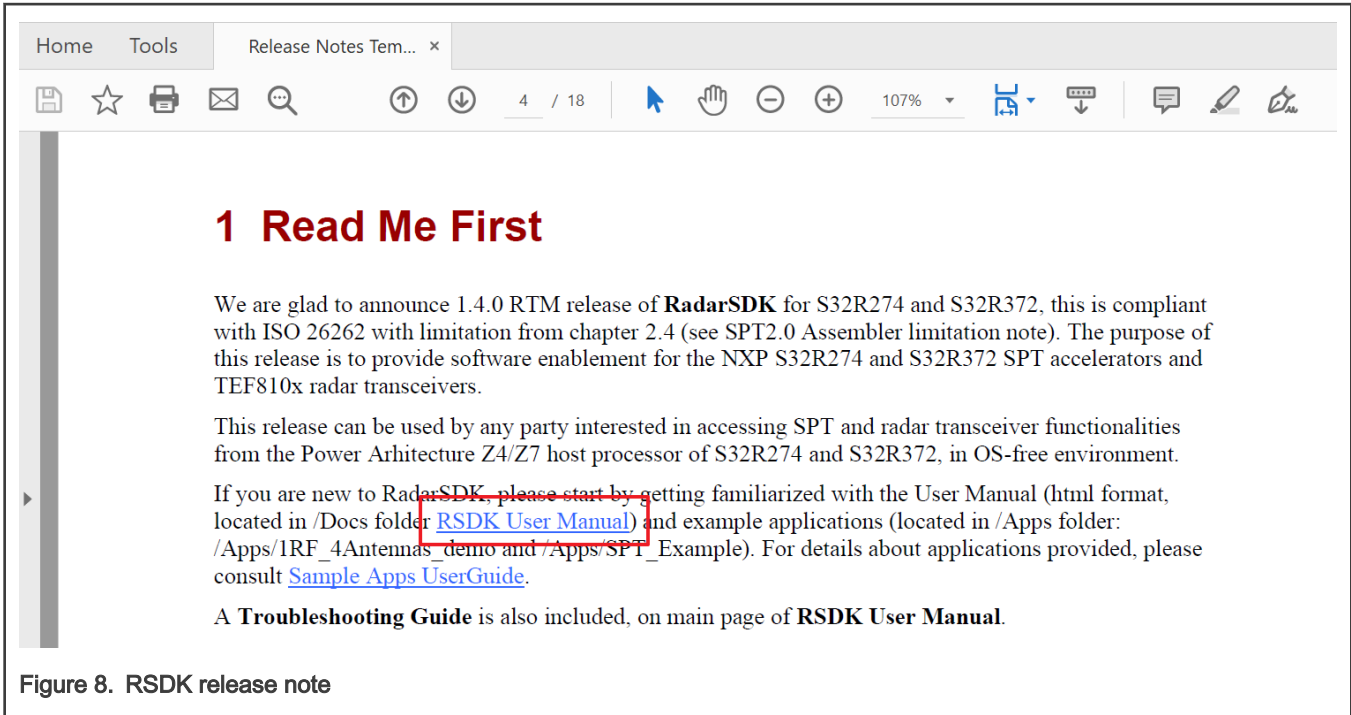 Home Tools Release Notes Tem... ×
4 / 18 107%
1 Read Me First
We are glad to announce 1.4.0 RTM release of RadarSDK for S32R274 and S32R372, this is compliant
with ISO 26262 with limitation from chapter 2.4 (see SPT2.0 Assembler limitation note). The purpose of
this release is to provide software enablement for the NXP S32R274 and S32R372 SPT accelerators and
TEF810x radar transceivers.
This release can be used by any party interested in accessing SPT and radar transceiver functionalities
from the Power Arhitecture Z4/Z7 host processor of S32R274 and S32R372, in OS-free environment.
If you are new to RadarSDK, please start by getting familiarized with the User Manual (html format,
located in /Docs folder RSDK User Manual) and example applications (located in /Apps folder:
/Apps/1RF_4Antennas_demo and /Apps/SPT_Example). For details about applications provided, please
consult Sample Apps UserGuide.
A Troubleshooting Guide is also included, on main page of RSDK User Manual.
Figure 8. RSDK release note